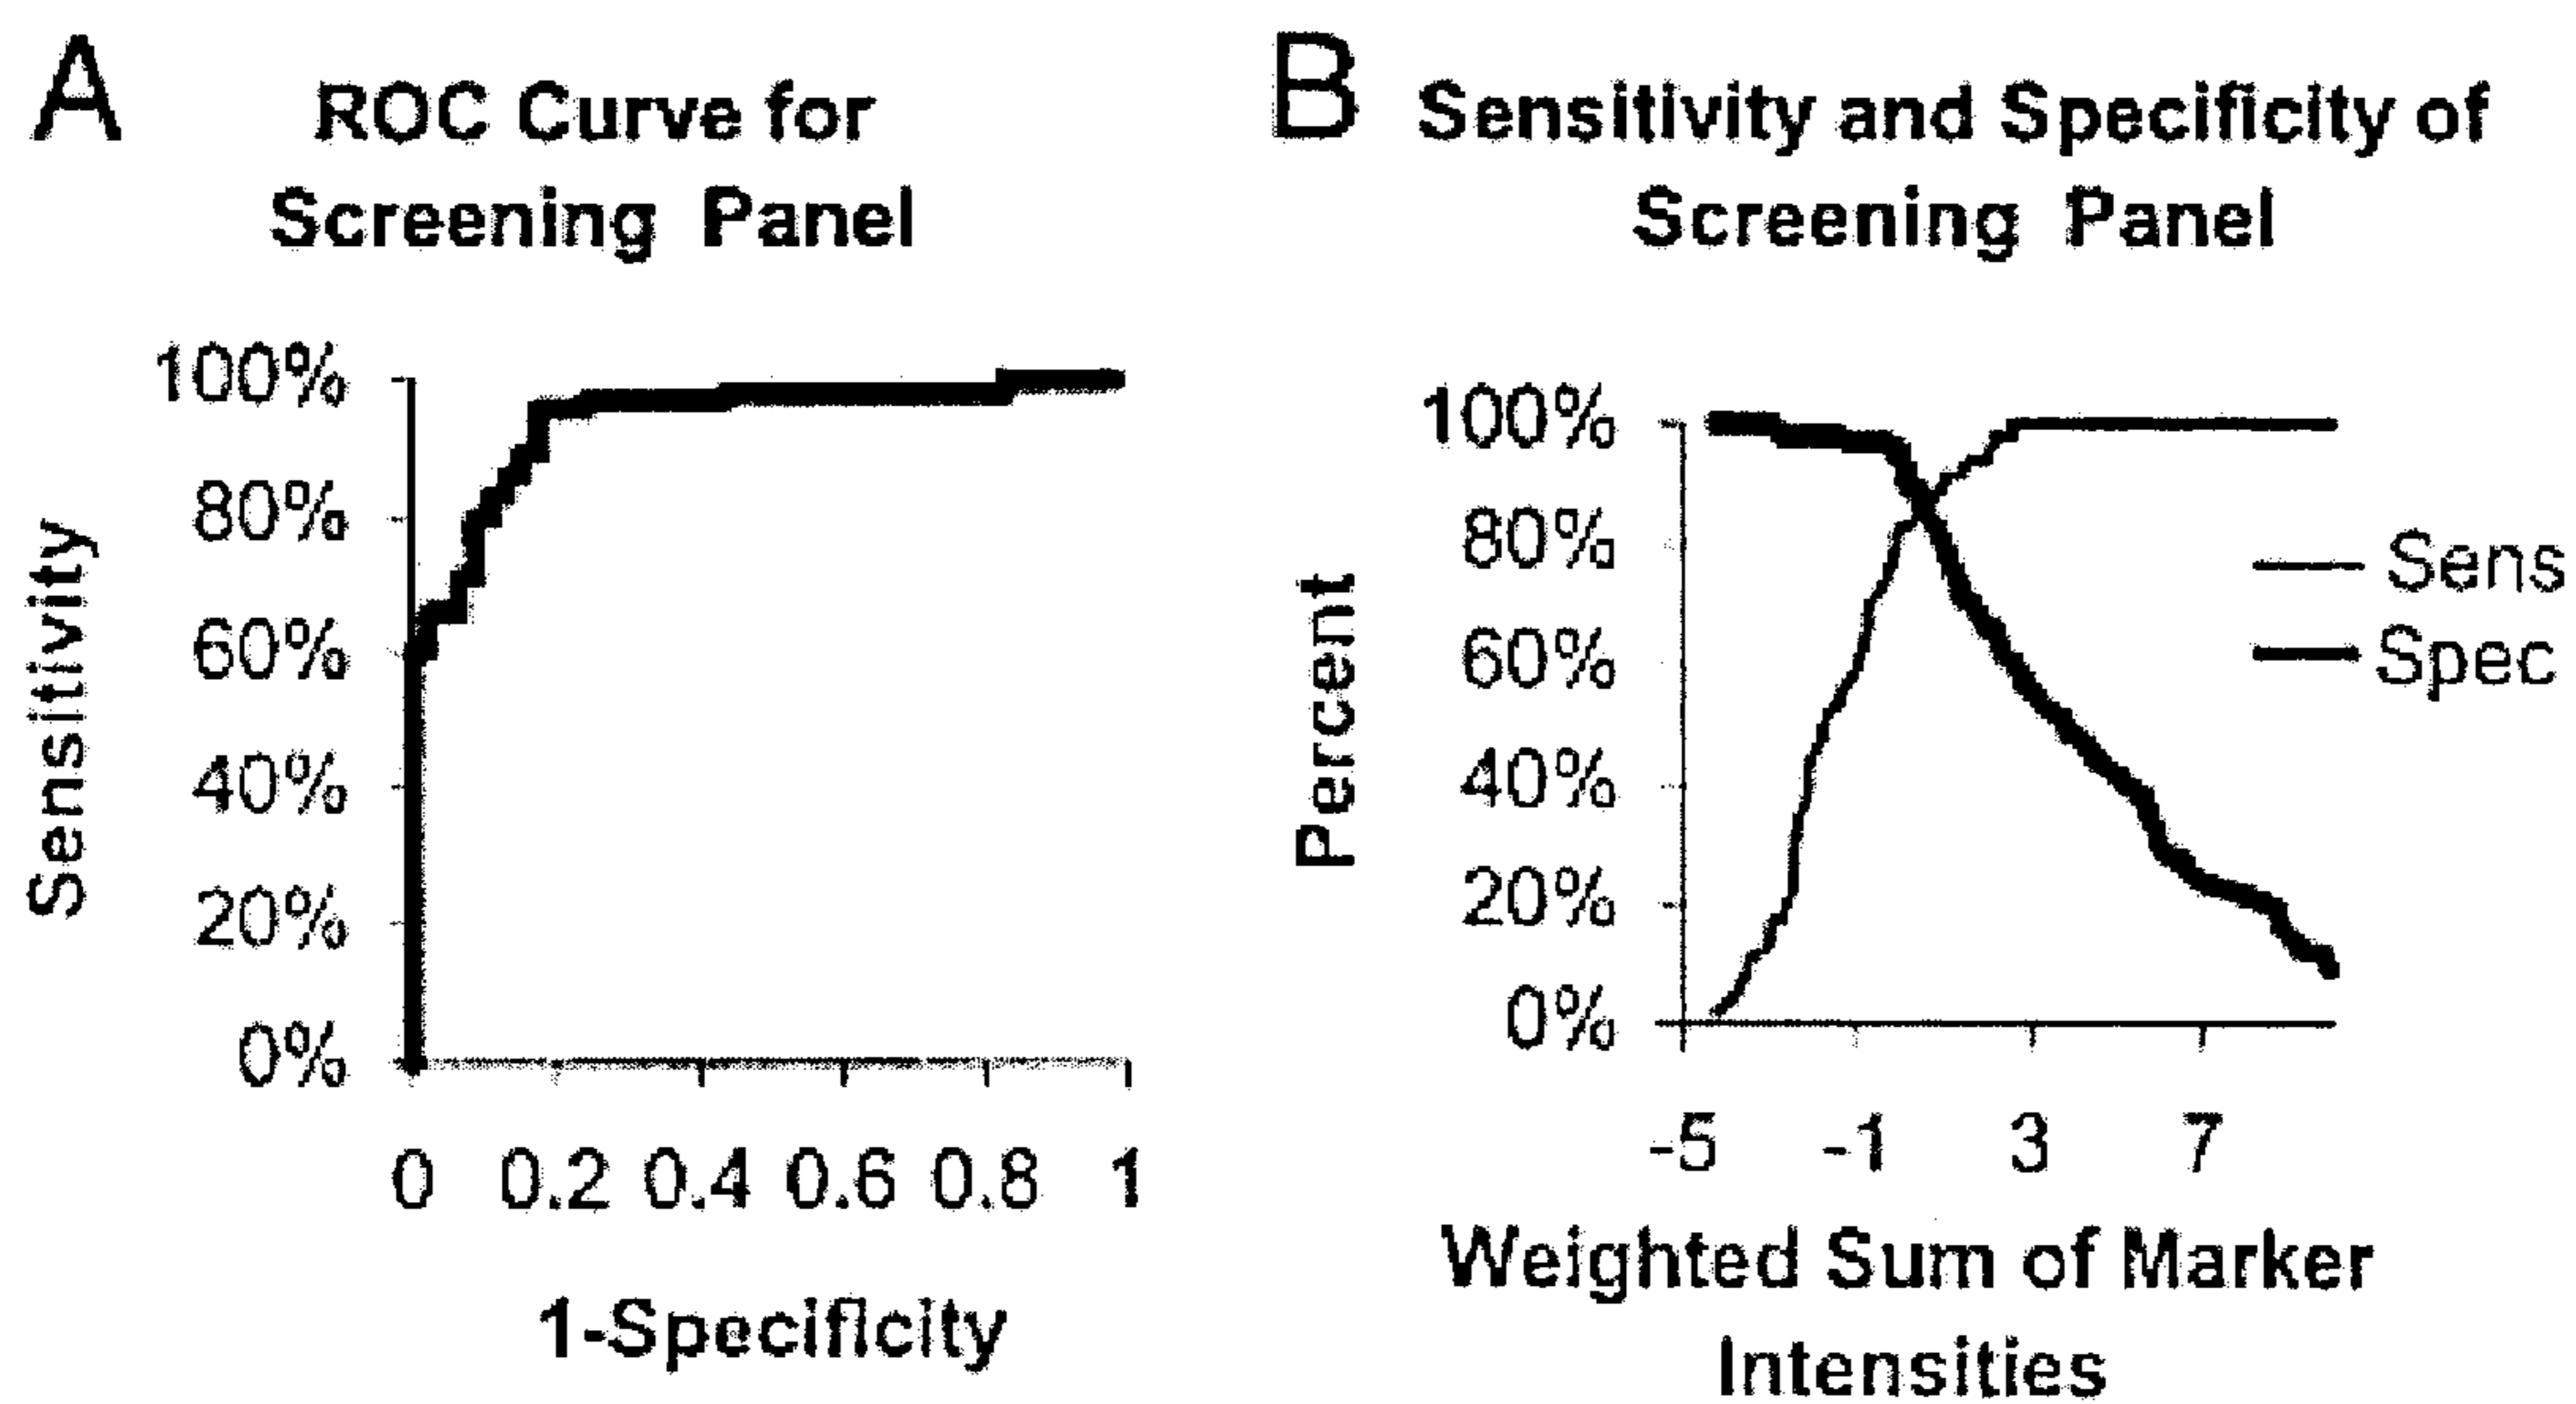 A
ROC Curve for
Screening Panel
100%
80%
60%
40%
20%
0%
Sensitivity
0 0.2 0.4 0.6 0.8 1
1-Specificity
B
Sensitivity and Specificity of
Screening Panel
100%
80%
60%
40%
20%
0%
Percent
Sens
Spec
-5 -1 3 7
Weighted Sum of Marker
Intensities